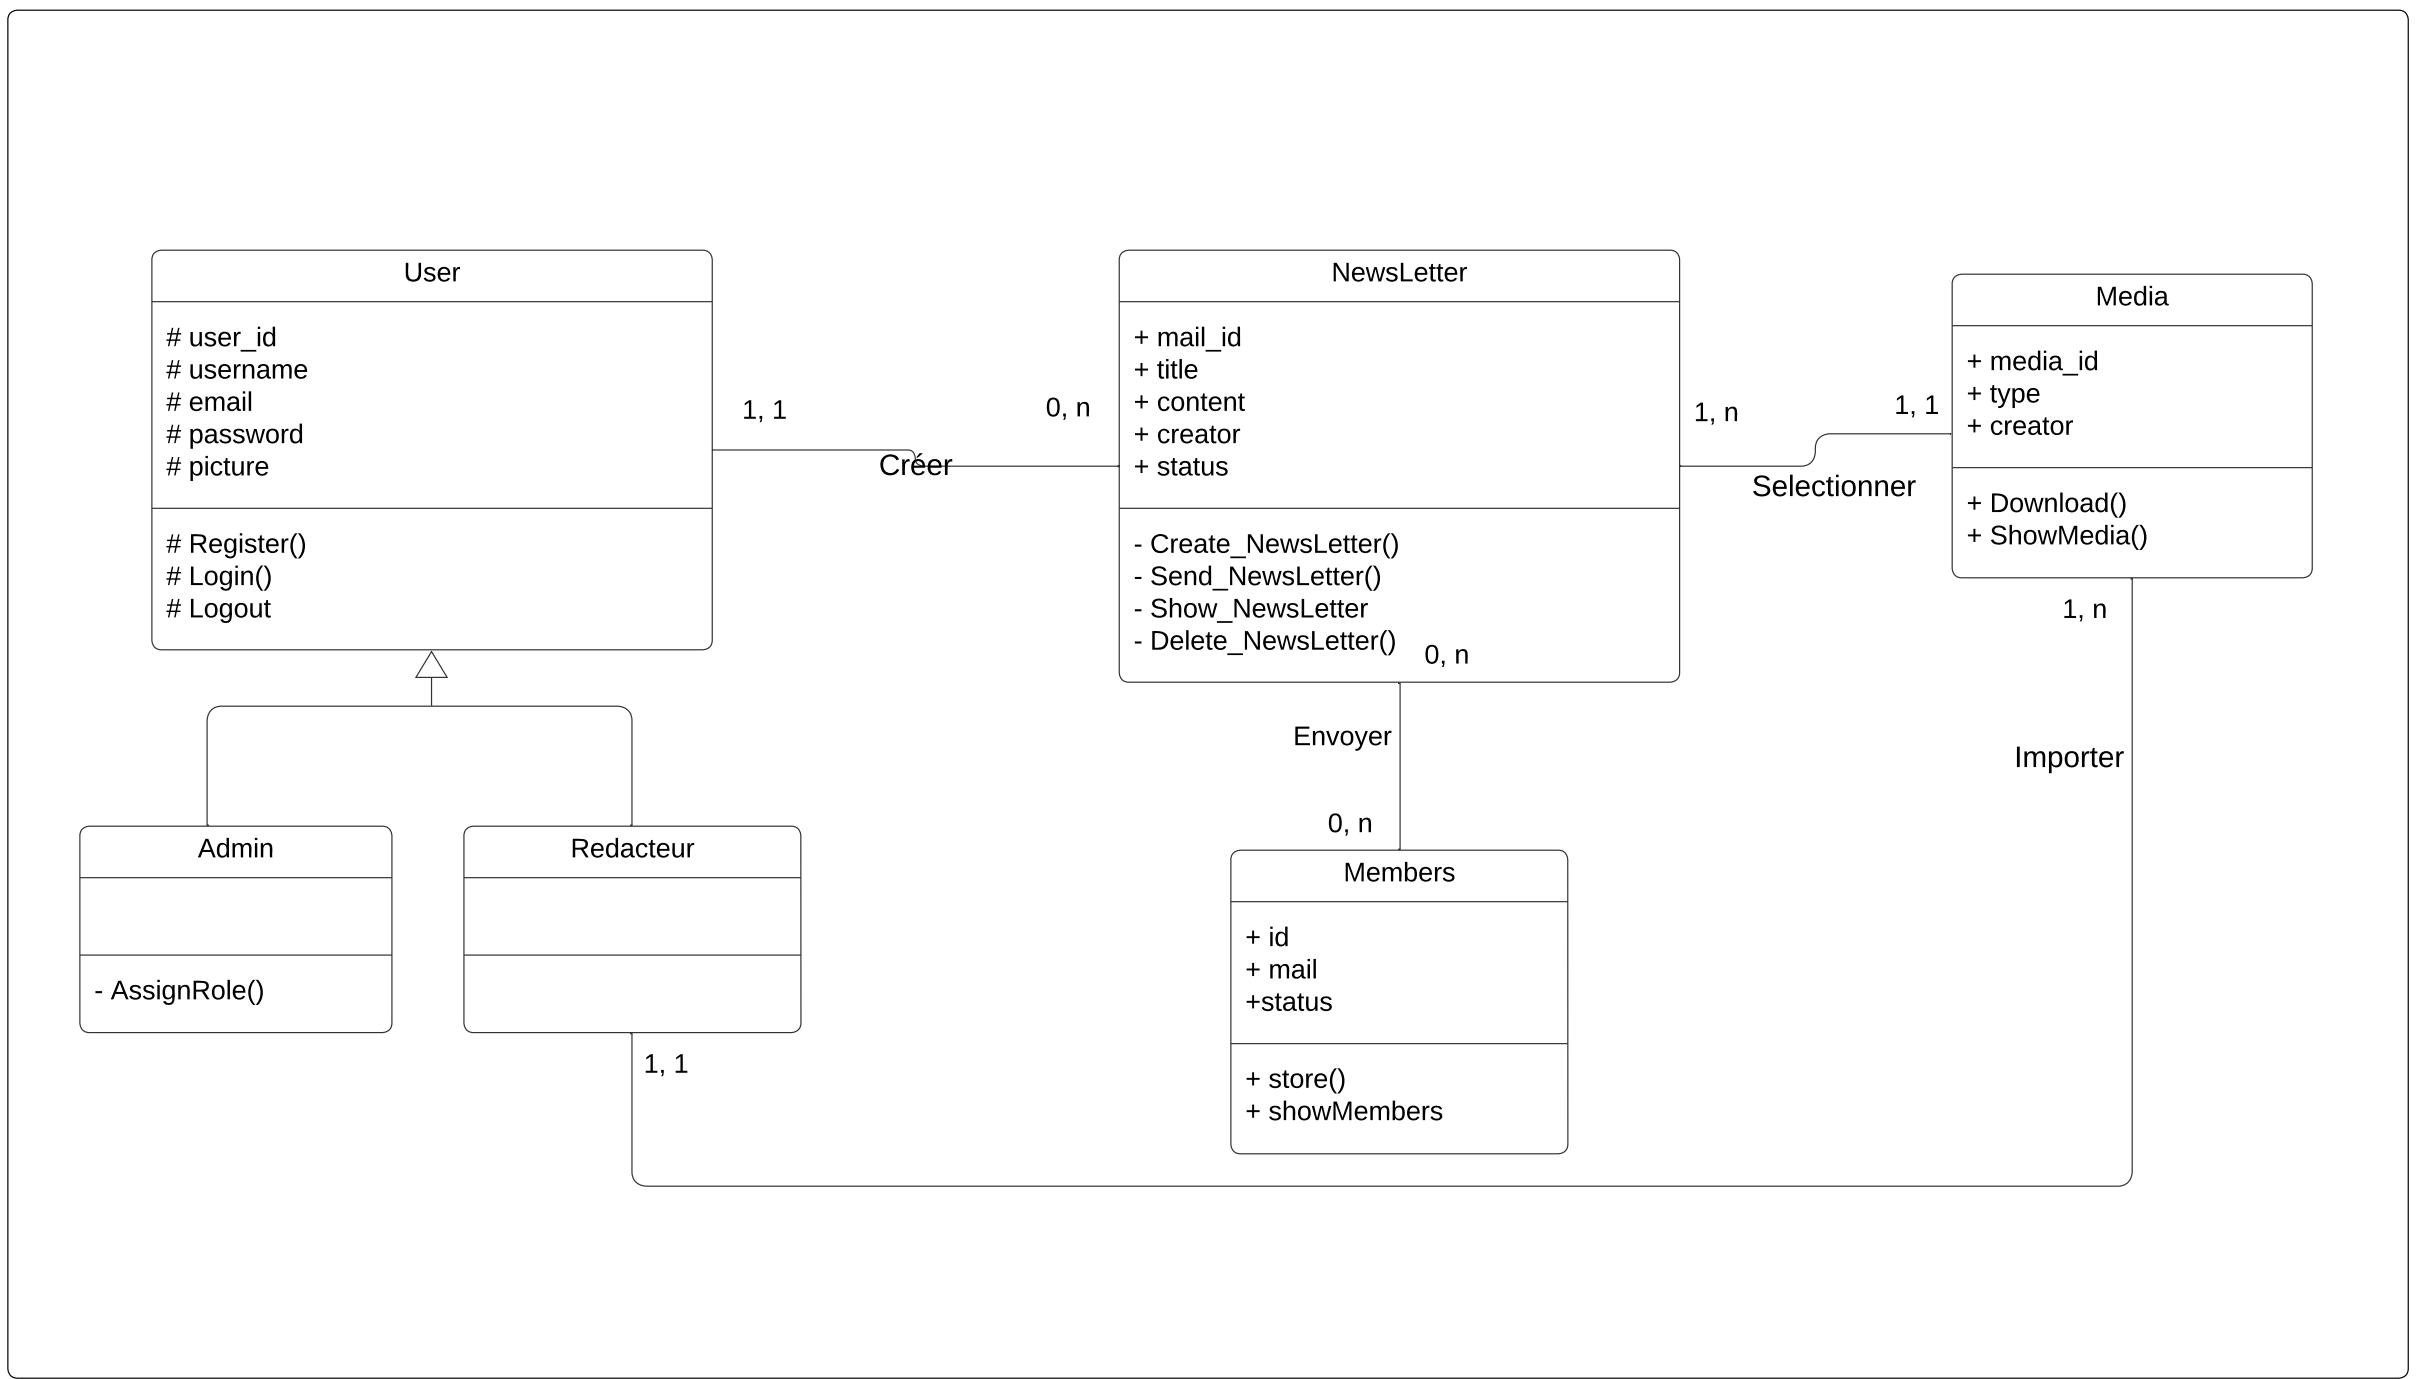 User
# user_id
# username
# email
# password
# picture
# Register()
# Login()
# Logout
1, 1
Créer
0, n
NewsLetter
+ mail_id
+ title
+ content
+ creator
+ status
- Create_NewsLetter()
- Send_NewsLetter()
- Show_NewsLetter
- Delete_NewsLetter()
0, n
1, n
Selectionner
1, 1
Media
+ media_id
+ type
+ creator
+ Download()
+ ShowMedia()
1, n
Importer
Envoyer
0, n
Admin
- AssignRole()
Redacteur
1, 1
Members
+ id
+ mail
+status
+ store()
+ showMembers